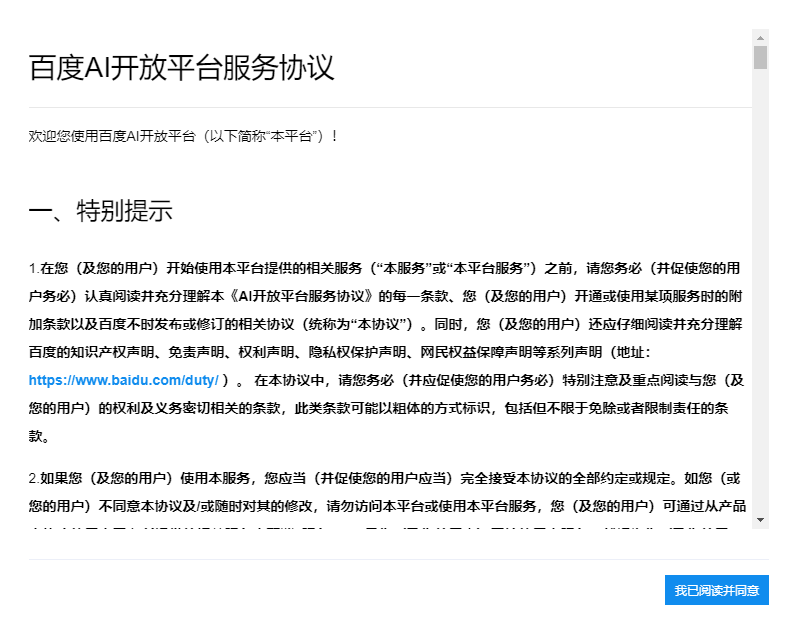 百度AI开放平台服务协议
欢迎您使用百度AI开放平台（以下简称“本平台”）！
一、特别提示
1.在您（及您的用户）开始使用本平台提供的相关服务（“本服务”或“本平台服务”）之前，请您务必（并促使您的用
户务必）认真阅读并充分理解本《AI开放平台服务协议》的每一条款、您（及您的用户）开通或使用某项服务时的附
加条款以及百度不时发布或修订的相关协议（统称为“本协议”）。同时，您（及您的用户）还应仔细阅读并充分理解
百度的知识产权声明、免责声明、权利声明、隐私权保护声明、网民权益保障声明等系列声明（地址：
https://www.baidu.com/duty/ ）。 在本协议中，请您务必（并应促使您的用户务必）特别注意及重点阅读与您（及
您的用户）的权利及义务密切相关的条款，此类条款可能以粗体的方式标识，包括但不限于免除或者限制责任的条
款。
2.如果您（及您的用户）使用本服务，您应当（并促使您的用户应当）完全接受本协议的全部约定或规定。如您（或
您的用户）不同意本协议及/或随时对其的修改，请勿访问本平台或使用本平台服务，您（及您的用户）可通过从产品
我已阅读并同意